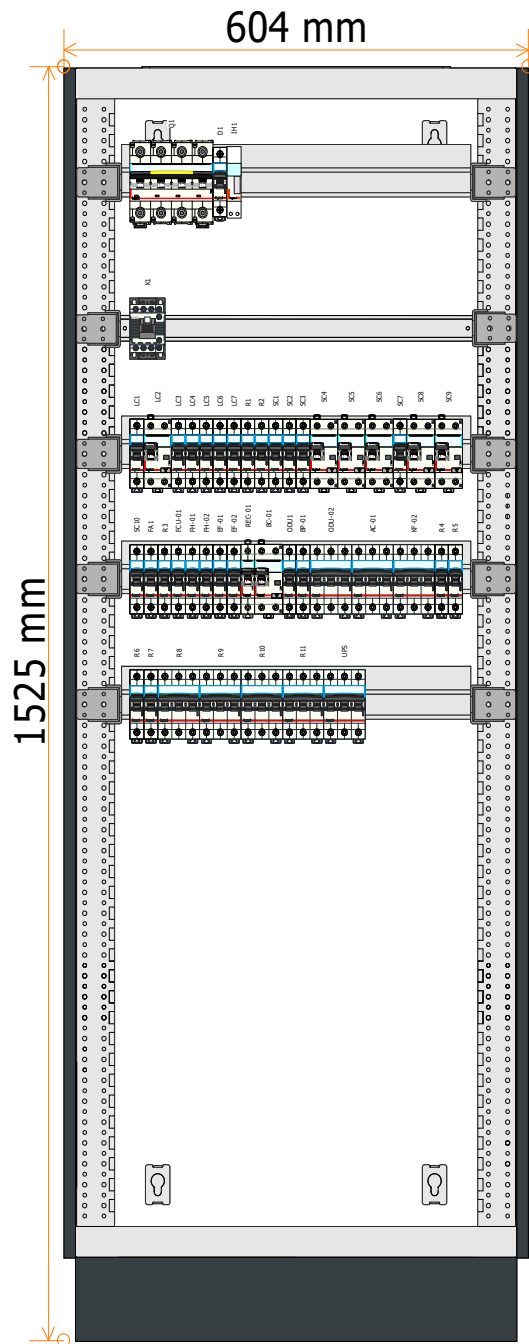 604 mm
1525 mm
Q1 D1 IH1
K1
LC1 LC2 LC3 LC4 LC5 LC6 LC7 R1 R2 SC1 SC2 SC3 SC4 SC5 SC6 SC7 SC8 SC9
SC10 FA1 R3 FCU-01 FH-01 FH-02 EF-01 EF-02 REC-01 BC-01 ODU1 BP-01 ODU-02 AC-01 KF-02 R4 R5
R6 R7 R8 R9 R10 R11 UPS